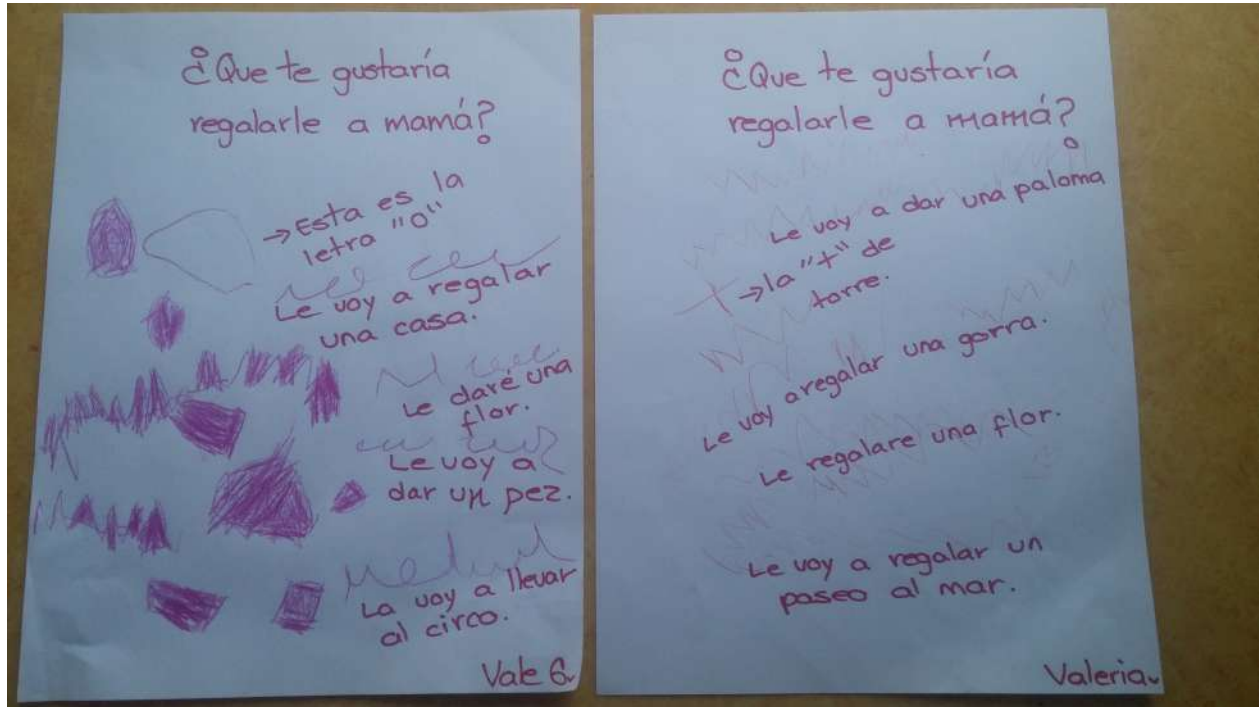 ¿Que te gustaría
regalarle a mamá?
→Esta es la
letra "o"
Le voy a regalar
una casa.
Le daré una
flor.
Le voy a
dar un pez.
La voy a llevar
al circo.
Vale G.
¿Que te gustaría
regalarle a mamá?
Le voy a dar una paloma
→la "t" de
torre.
Le voy aregalar una gorra.
Le regalare una flor.
Le voy a regalar un
paseo al mar.
Valeria.